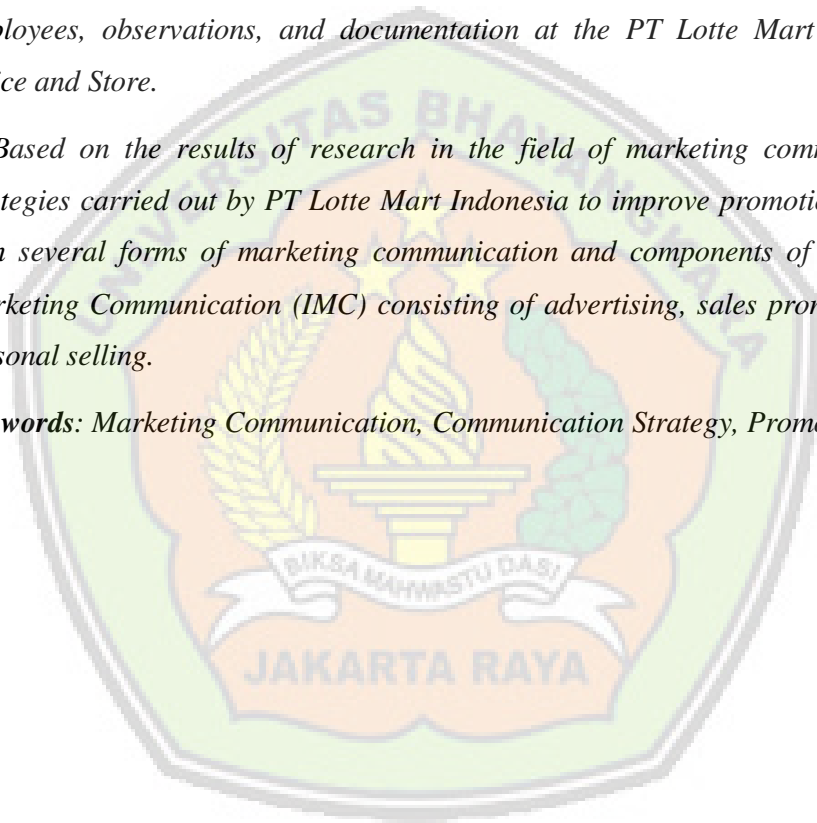 ployees, observations, and documentation at the PT Lotte Mart
ice and Store.
Based on the results of research in the field of marketing com
tegies carried out by PT Lotte Mart Indonesia to improve promotio
n several forms of marketing communication and components of
rketing Communication (IMC) consisting of advertising, sales pro
sonal selling.
words: Marketing Communication, Communication Strategy, Prom
UNIVERSITAS BHAYANGKARA
BIKSA MAHWASTU DASI
JAKARTA RAYA